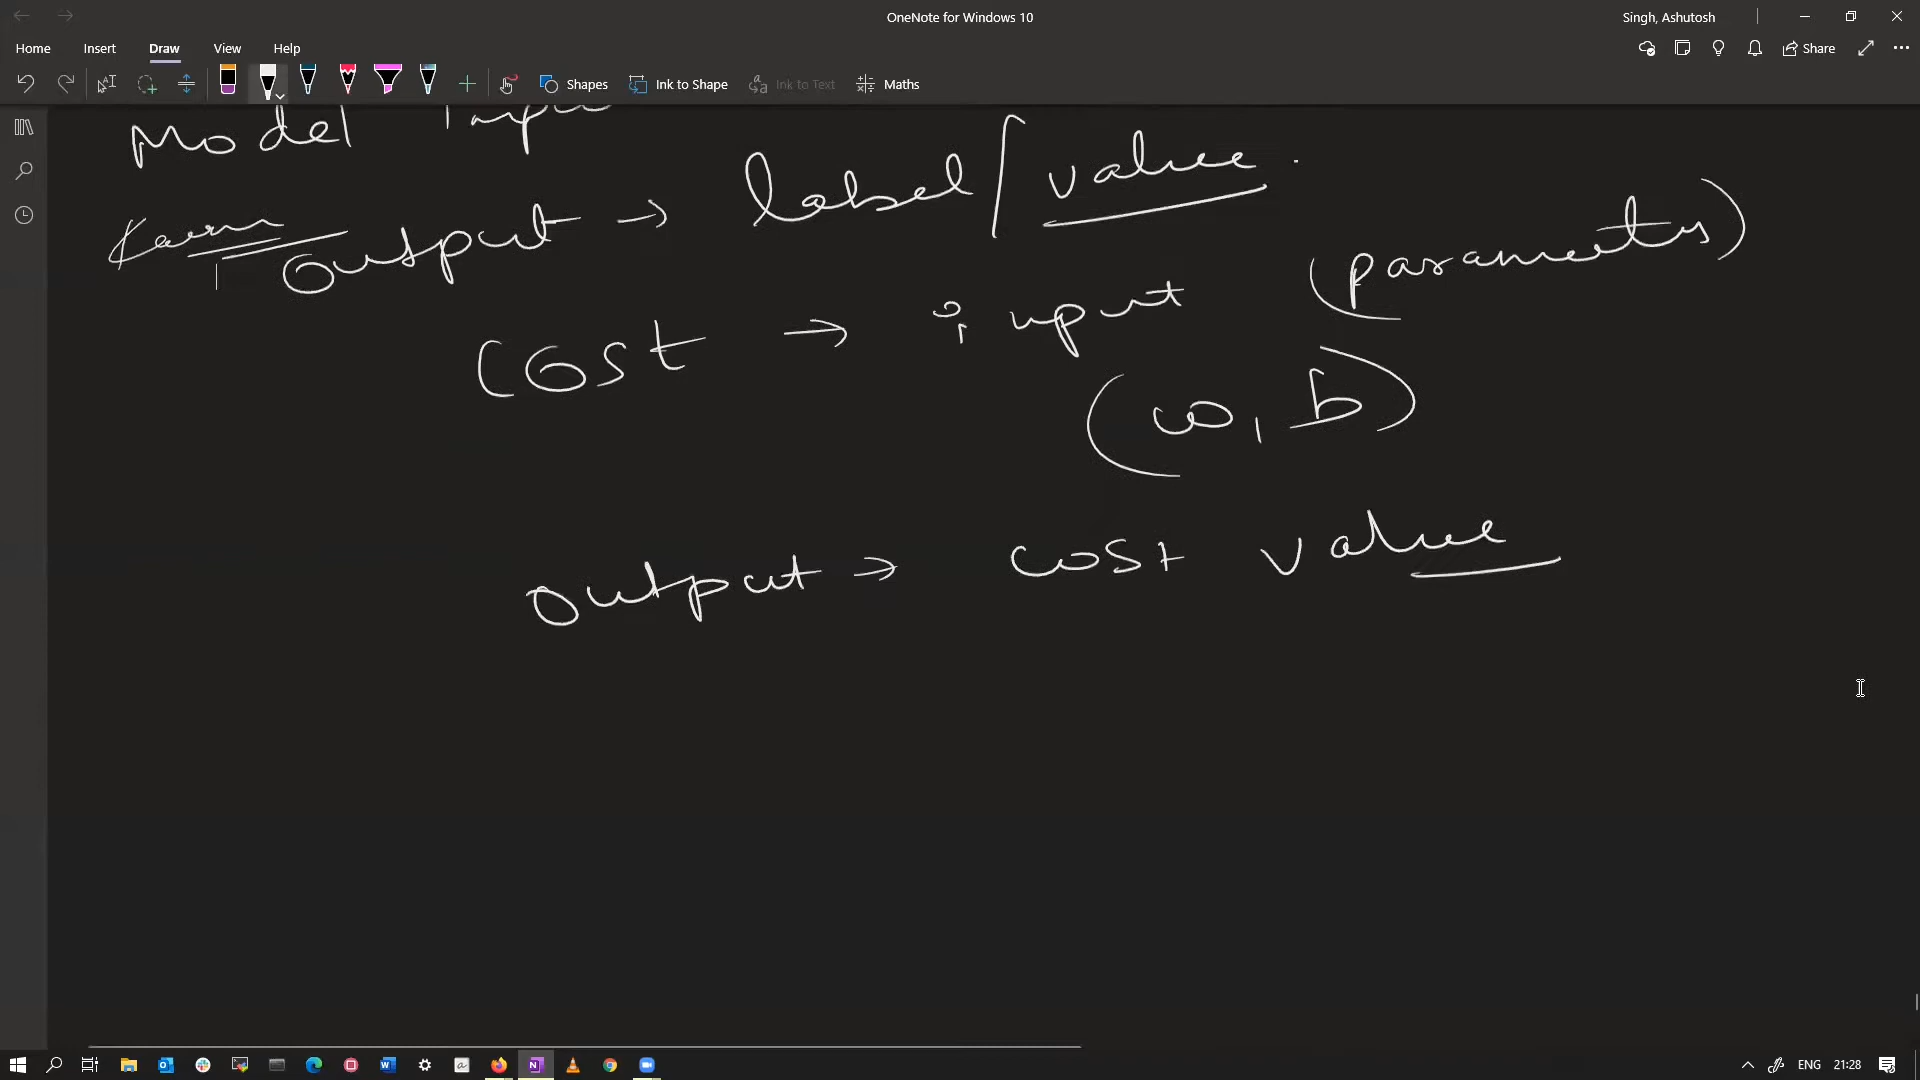 OneNote for Windows 10
Singh, Ashutosh
Home Insert Draw View Help
Share
Shapes Ink to Shape Ink to Text Maths
Model
Output → label / value.
cost → input (parameters)
(w, b)
output → cost value
ENG 21:28